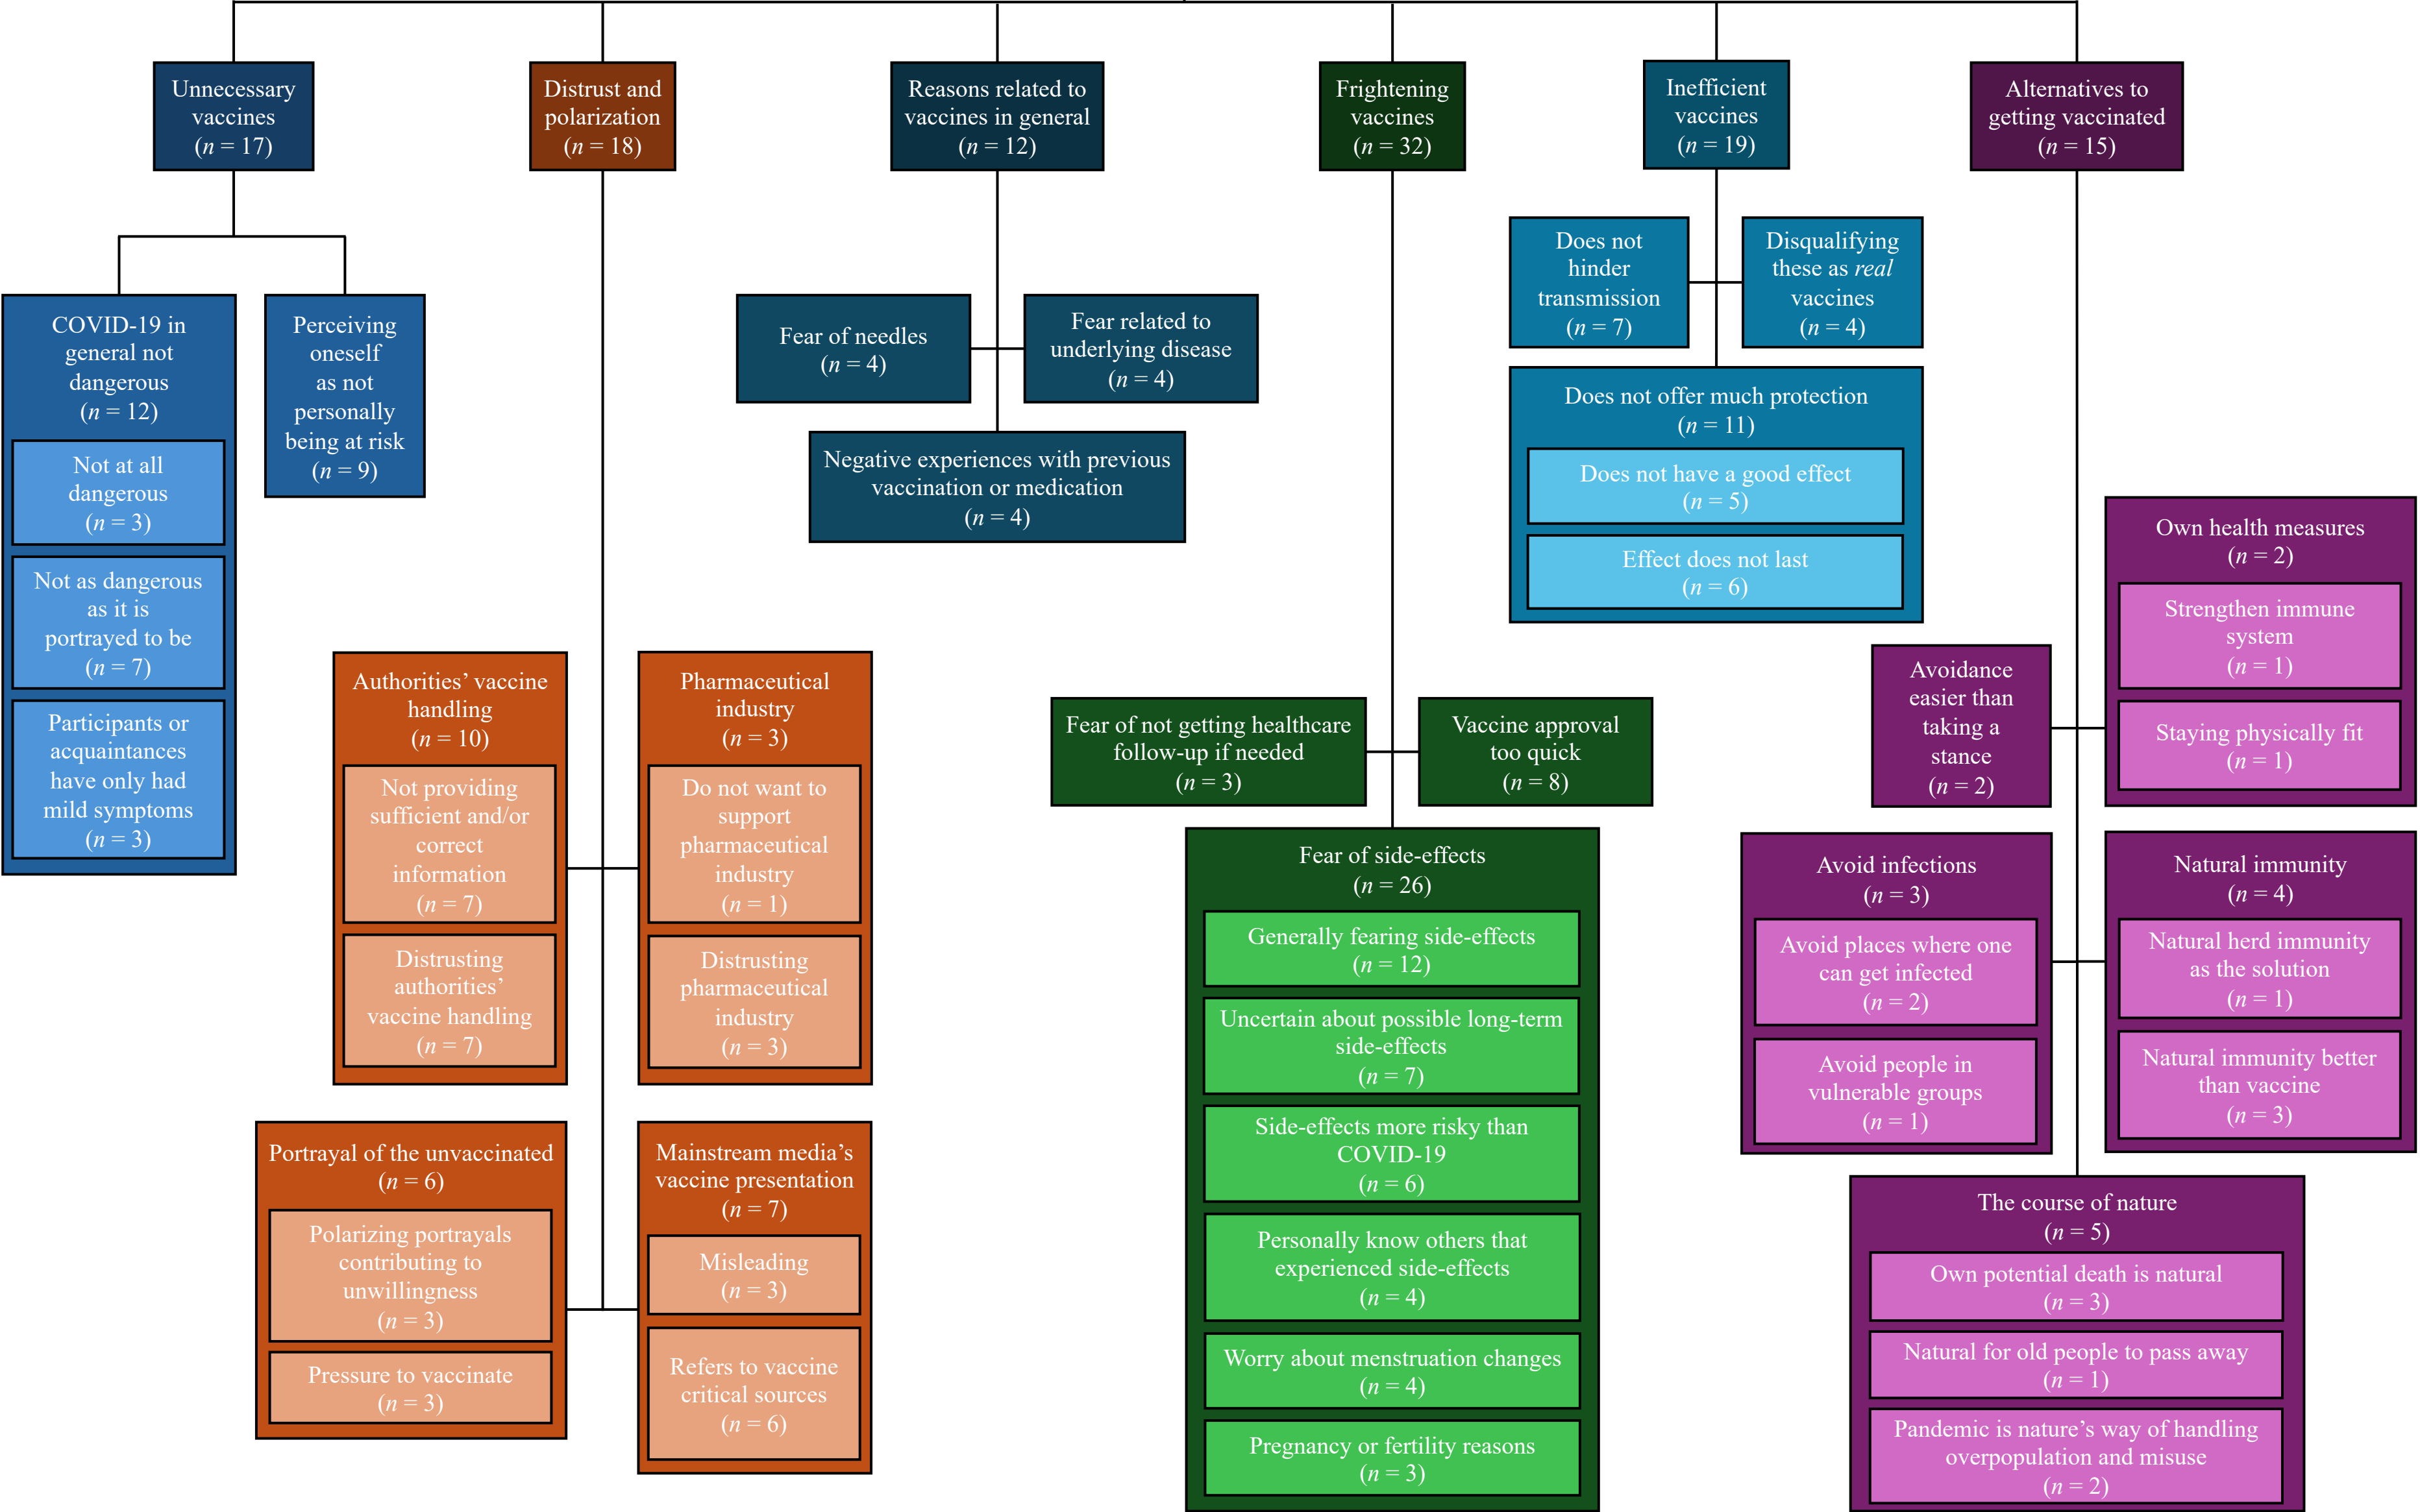 Unnecessary
vaccines
(n = 17)
COVID-19 in
general not
dangerous
(n = 12)
Not at all
dangerous
(n = 3)
Not as dangerous
as it is
portrayed to be
(n = 7)
Participants or
acquaintances
have only had
mild symptoms
(n = 3)
Perceiving
oneself
as not
personally
being at risk
(n = 9)
Distrust and
polarization
(n = 18)
Authorities’ vaccine
handling
(n = 10)
Not providing
sufficient and/or
correct
information
(n = 7)
Distrusting
authorities’
vaccine handling
(n = 7)
Pharmaceutical
industry
(n = 3)
Do not want to
support
pharmaceutical
industry
(n = 1)
Distrusting
pharmaceutical
industry
(n = 3)
Portrayal of the unvaccinated
(n = 6)
Polarizing portrayals
contributing to
unwillingness
(n = 3)
Pressure to vaccinate
(n = 3)
Mainstream media’s
vaccine presentation
(n = 7)
Misleading
(n = 3)
Refers to vaccine
critical sources
(n = 6)
Reasons related to
vaccines in general
(n = 12)
Fear of needles
(n = 4)
Fear related to
underlying disease
(n = 4)
Negative experiences with previous
vaccination or medication
(n = 4)
Frightening
vaccines
(n = 32)
Fear of not getting healthcare
follow-up if needed
(n = 3)
Vaccine approval
too quick
(n = 8)
Fear of side-effects
(n = 26)
Generally fearing side-effects
(n = 12)
Uncertain about possible long-term
side-effects
(n = 7)
Side-effects more risky than
COVID-19
(n = 6)
Personally know others that
experienced side-effects
(n = 4)
Worry about menstruation changes
(n = 4)
Pregnancy or fertility reasons
(n = 3)
Inefficient
vaccines
(n = 19)
Does not
hinder
transmission
(n = 7)
Disqualifying
these as real
vaccines
(n = 4)
Does not offer much protection
(n = 11)
Does not have a good effect
(n = 5)
Effect does not last
(n = 6)
Alternatives to
getting vaccinated
(n = 15)
Avoidance
easier than
taking a
stance
(n = 2)
Own health measures
(n = 2)
Strengthen immune
system
(n = 1)
Staying physically fit
(n = 1)
Avoid infections
(n = 3)
Avoid places where one
can get infected
(n = 2)
Avoid people in
vulnerable groups
(n = 1)
Natural immunity
(n = 4)
Natural herd immunity
as the solution
(n = 1)
Natural immunity better
than vaccine
(n = 3)
The course of nature
(n = 5)
Own potential death is natural
(n = 3)
Natural for old people to pass away
(n = 1)
Pandemic is nature’s way of handling
overpopulation and misuse
(n = 2)